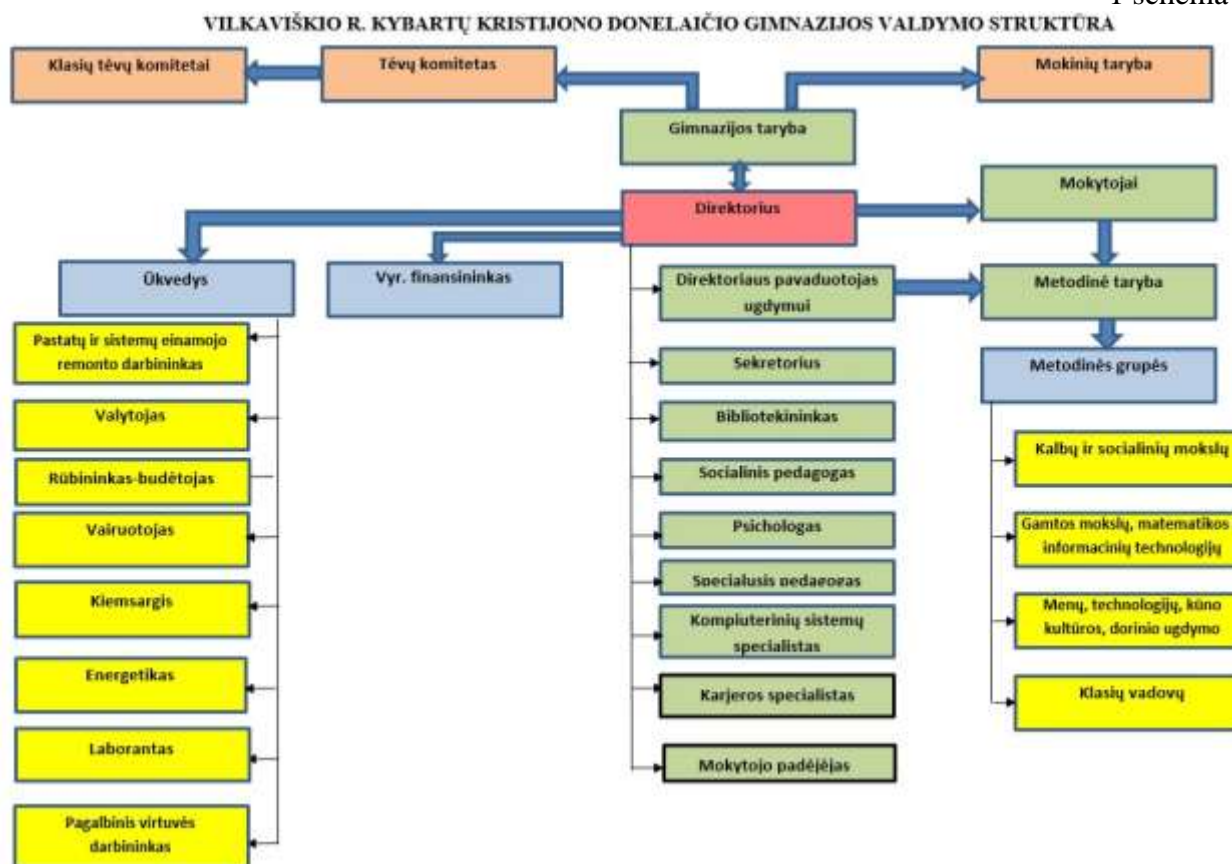 1 schema
VILKAVIŠKIO R. KYBARTŲ KRISTIJONO DONELAIČIO GIMNAZIJOS VALDYMO STRUKTŪRA
Klasių tėvų komitetai
Tėvų komitetas
Mokinių taryba
Gimnazijos taryba
Mokytojai
Direktorius
Ūkvedys
Vyr. finansininkas
Direktoriaus pavaduotojas
ugdymui
Metodinė taryba
Pastatų ir sistemų einamojo
remonto darbininkas
Valytojas
Rūbininkas-budėtojas
Vairuotojas
Kiemsargis
Energetikas
Laborantas
Pagalbinis virtuvės
darbininkas
Sekretorius
Bibliotekininkas
Socialinis pedagogas
Psichologas
Specialusis pedagogas
Kompiuterinių sistemų
specialistas
Karjeros specialistas
Mokytojo padėjėjas
Metodinės grupės
Kalbų ir socialinių mokslų
Gamtos mokslų, matematikos
informacinių technologijų
Menų, technologijų, kūno
kultūros, dorinio ugdymo
Klasių vadovų